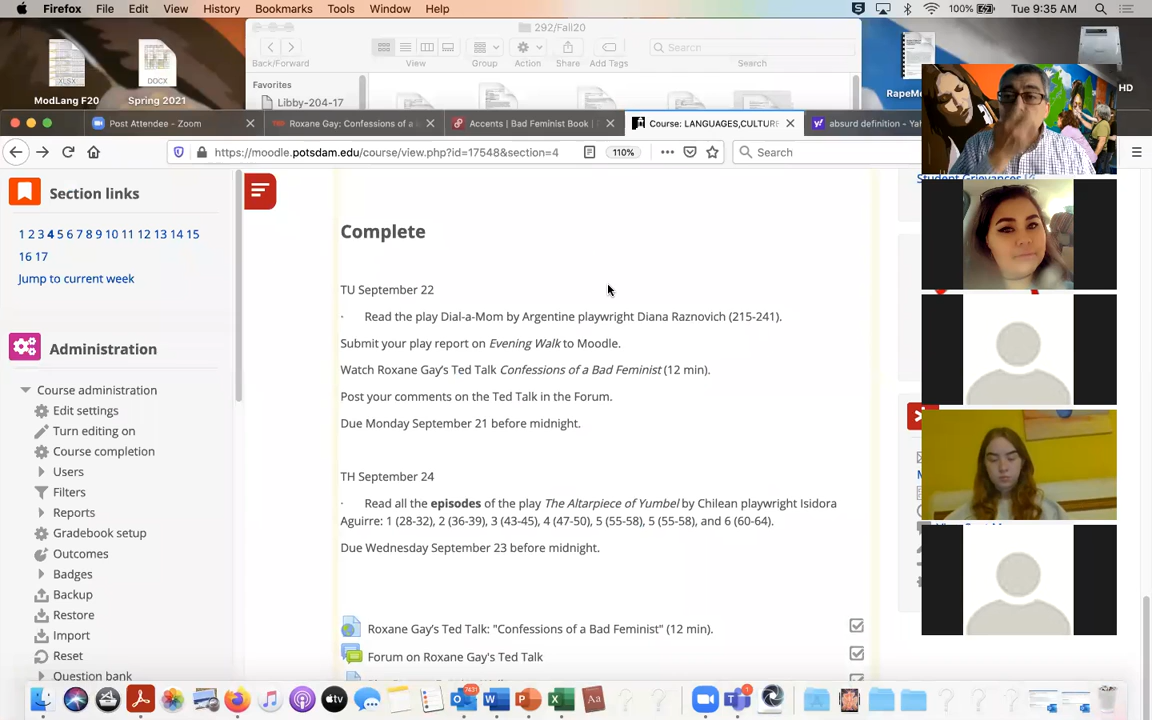 Firefox File Edit View History Bookmarks Tools Window Help
100% Tue 9:35 AM
XLSX
DOCX
ModLang F20
Spring 2021
292/Fall20
Back/Forward View Group Action Share Add Tags Search
Search
Favorites
Libby-204-17
HD
Post Attendee - Zoom
Roxane Gay: Confessions of a
Accents | Bad Feminist Book |
Course: LANGUAGES,CULTURE
absurd definition - Yah
https://moodle.potsdam.edu/course/view.php?id=17548&section=4
110%
Search
Section links
1 2 3 4 5 6 7 8 9 10 11 12 13 14 15
16 17
Jump to current week
Administration
Course administration
Edit settings
Turn editing on
Course completion
Users
Filters
Reports
Gradebook setup
Outcomes
Badges
Backup
Restore
Import
Reset
Question bank
Complete
TU September 22
· Read the play Dial-a-Mom by Argentine playwright Diana Raznovich (215-241).
Submit your play report on Evening Walk to Moodle.
Watch Roxane Gay's Ted Talk Confessions of a Bad Feminist (12 min).
Post your comments on the Ted Talk in the Forum.
Due Monday September 21 before midnight.
TH September 24
· Read all the episodes of the play The Altarpiece of Yumbel by Chilean playwright Isidora
Aguirre: 1 (28-32), 2 (36-39), 3 (43-45), 4 (47-50), 5 (55-58), 5 (55-58), and 6 (60-64).
Due Wednesday September 23 before midnight.
Roxane Gay's Ted Talk: "Confessions of a Bad Feminist" (12 min).
Forum on Roxane Gay's Ted Talk
Student Grievances